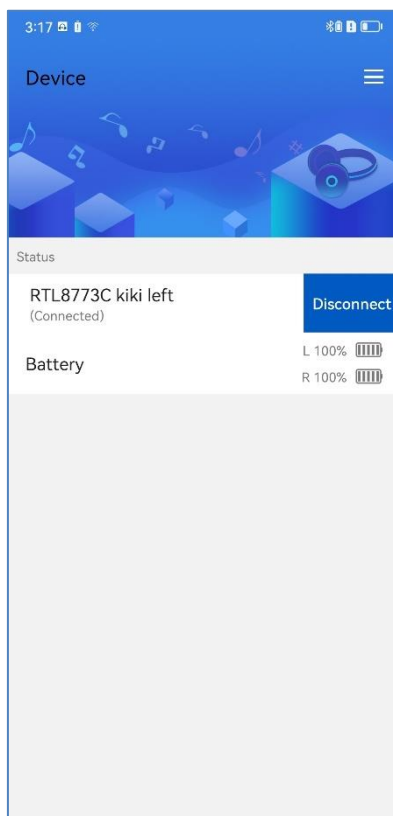 3:17
Device
Status
RTL8773C kiki left
(Connected)
Disconnect
Battery
L 100%
R 100%